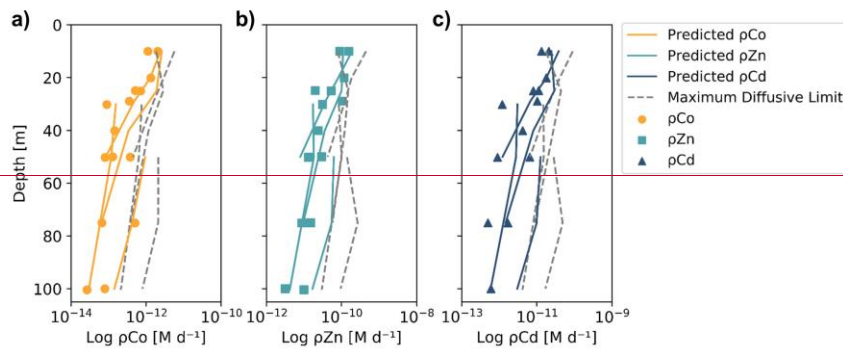 a)
b)
c)
0
20
40
60
80
100
Depth [m]
10⁻¹⁴
10⁻¹²
10⁻¹⁰
Log ρCo [M d⁻¹]
10⁻¹²
10⁻¹⁰
10⁻⁸
Log ρZn [M d⁻¹]
10⁻¹³
10⁻¹¹
10⁻⁹
Log ρCd [M d⁻¹]
Predicted ρCo
Predicted ρZn
Predicted ρCd
Maximum Diffusive Limit
ρCo
ρZn
ρCd